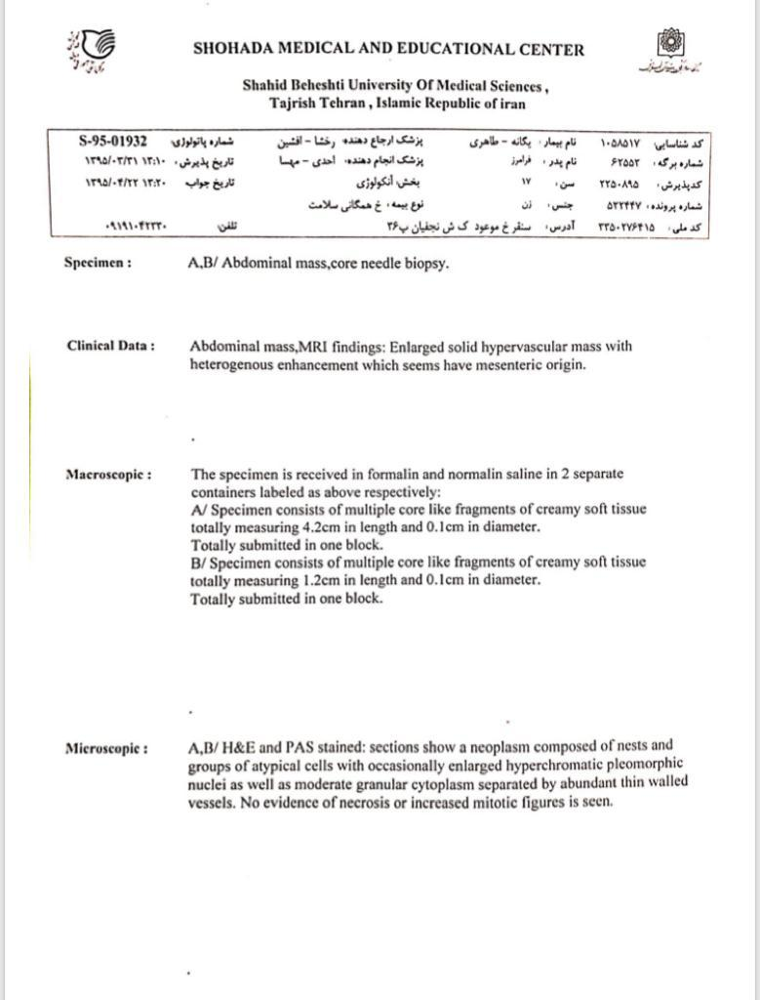 SHOHADA MEDICAL AND EDUCATIONAL CENTER
Shahid Beheshti University Of Medical Sciences ,
Tajrish Tehran , Islamic Republic of iran
کد شناسایی ۱۰۵۸۵۱۷ نام بیمار: یگانه - طاهری پزشک ارجاع دهنده: رخشا - افشین شماره پاتولوژی: S-95-01932
شماره برگه: ۶۲۵۵۲ نام پدر: فرامرز پزشک انجام دهنده: احدی - مهسا تاریخ پذیرش: ۱۳:۱۰ ۱۳۹۵/۰۳/۳۱
کدپذیرش: ۲۲۵۰۸۹۵ سن: ۱۷ بخش: آنکولوژی تاریخ جواب ۱۳:۲۰ ۱۳۹۵/۰۴/۲۲
شماره پرونده: ۵۲۲۴۴۷ جنس: زن نوع بیمه: خ همگانی سلامت
کد ملی: ۳۳۵۰۲۷۶۴۱۵ آدرس: سنقر خ موعود ک ش نجفیان پ۳۶ تلفن: ۰۹۱۹۱۰۴۲۲۳۰
Specimen : A,B/ Abdominal mass,core needle biopsy.
Clinical Data : Abdominal mass,MRI findings: Enlarged solid hypervascular mass with
heterogenous enhancement which seems have mesenteric origin.
Macroscopic : The specimen is received in formalin and normalin saline in 2 separate
containers labeled as above respectively:
A/ Specimen consists of multiple core like fragments of creamy soft tissue
totally measuring 4.2cm in length and 0.1cm in diameter.
Totally submitted in one block.
B/ Specimen consists of multiple core like fragments of creamy soft tissue
totally measuring 1.2cm in length and 0.1cm in diameter.
Totally submitted in one block.
Microscopic : A,B/ H&E and PAS stained: sections show a neoplasm composed of nests and
groups of atypical cells with occasionally enlarged hyperchromatic pleomorphic
nuclei as well as moderate granular cytoplasm separated by abundant thin walled
vessels. No evidence of necrosis or increased mitotic figures is seen.